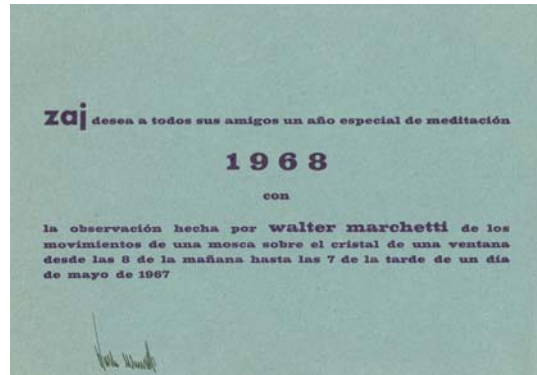 zaj desea a todos sus amigos un año especial de meditación
1968
con
la observación hecha por walter marchetti de los
movimientos de una mosca sobre el cristal de una ventana
desde las 8 de la mañana hasta las 7 de la tarde de un día
de mayo de 1967